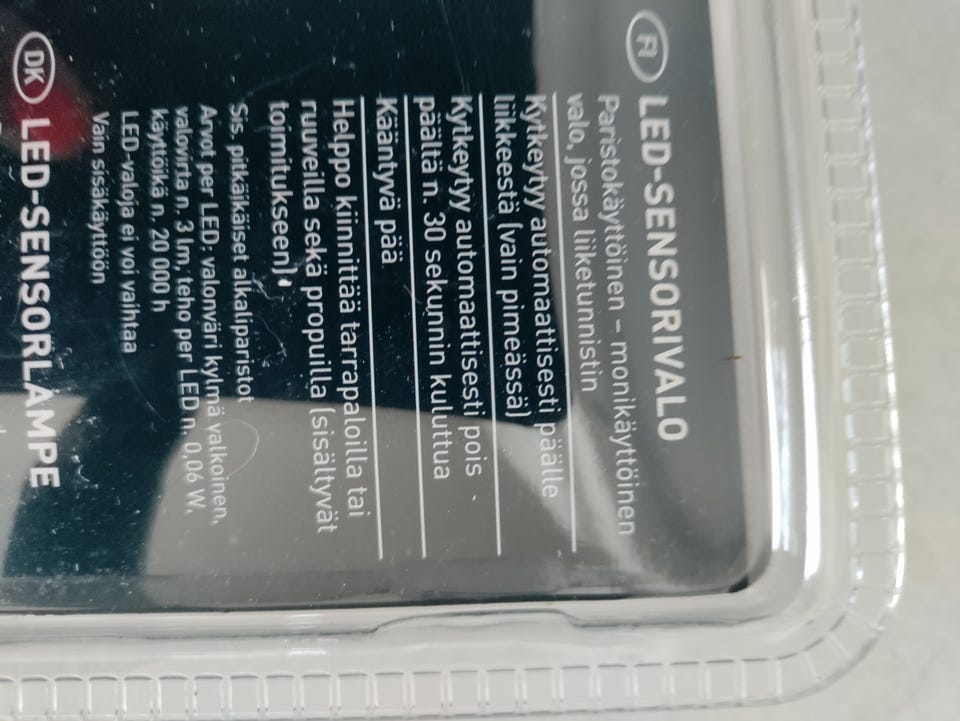 FI LED-SENSORIVALO
Paristokäyttöinen – monikäyttöinen
valo, jossa liiketunnistin
Kytkeytyy automaattisesti päälle
liikkeestä (vain pimeässä)
Kytkeytyy automaattisesti pois
päältä n. 30 sekunnin kuluttua
Kääntyvä pää
Helppo kiinnittää tarrapaloilla tai
ruuveilla sekä propuilla (sisältyvät
toimitukseen)
Sis. pitkäikäiset alkaliparistot
Arvot per LED: valonväri kylmä valkoinen,
valovirta n. 3 lm, teho per LED n. 0,06 W,
käyttöikä n. 20 000 h
LED-valoja ei voi vaihtaa
Vain sisäkäyttöön
DK LED-SENSORLAMPE